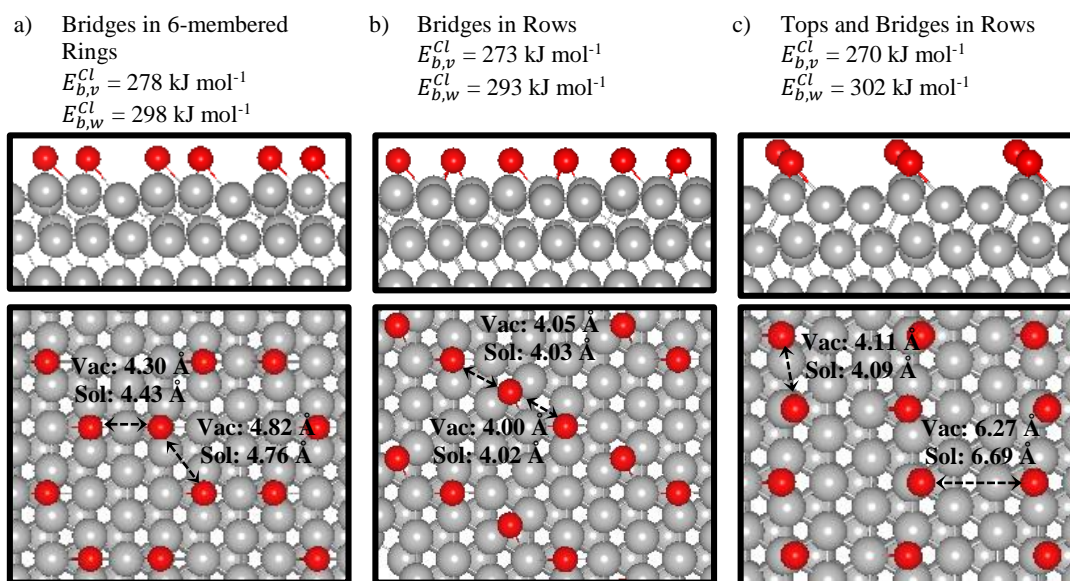 a) Bridges in 6-membered
Rings
E_{b,v}^{Cl} = 278 kJ mol⁻¹
E_{b,w}^{Cl} = 298 kJ mol⁻¹
b) Bridges in Rows
E_{b,v}^{Cl} = 273 kJ mol⁻¹
E_{b,w}^{Cl} = 293 kJ mol⁻¹
c) Tops and Bridges in Rows
E_{b,v}^{Cl} = 270 kJ mol⁻¹
E_{b,w}^{Cl} = 302 kJ mol⁻¹
Vac: 4.30 Å
Sol: 4.43 Å
Vac: 4.82 Å
Sol: 4.76 Å
Vac: 4.05 Å
Sol: 4.03 Å
Vac: 4.00 Å
Sol: 4.02 Å
Vac: 4.11 Å
Sol: 4.09 Å
Vac: 6.27 Å
Sol: 6.69 Å